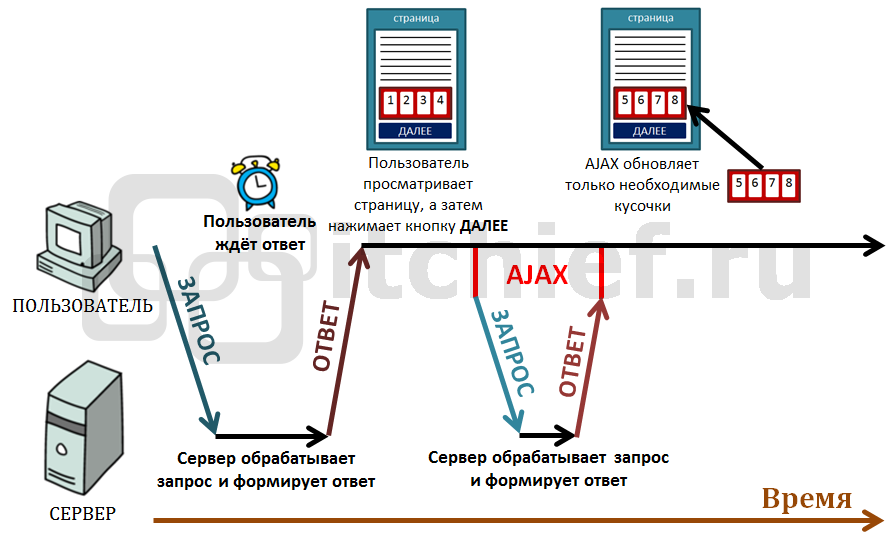 страница
1 2 3 4
ДАЛЕЕ
страница
5 6 7 8
ДАЛЕЕ
Пользователь
просматривает
страницу, а затем
нажимает кнопку ДАЛЕЕ
AJAX обновляет
только необходимые
кусочки
5 6 7 8
Пользователь
ждёт ответ
itchief.ru
ПОЛЬЗОВАТЕЛЬ
ЗАПРОС
ОТВЕТ
AJAX
ЗАПРОС
ОТВЕТ
Сервер обрабатывает
запрос и формирует ответ
Сервер обрабатывает запрос
и формирует ответ
СЕРВЕР
Время